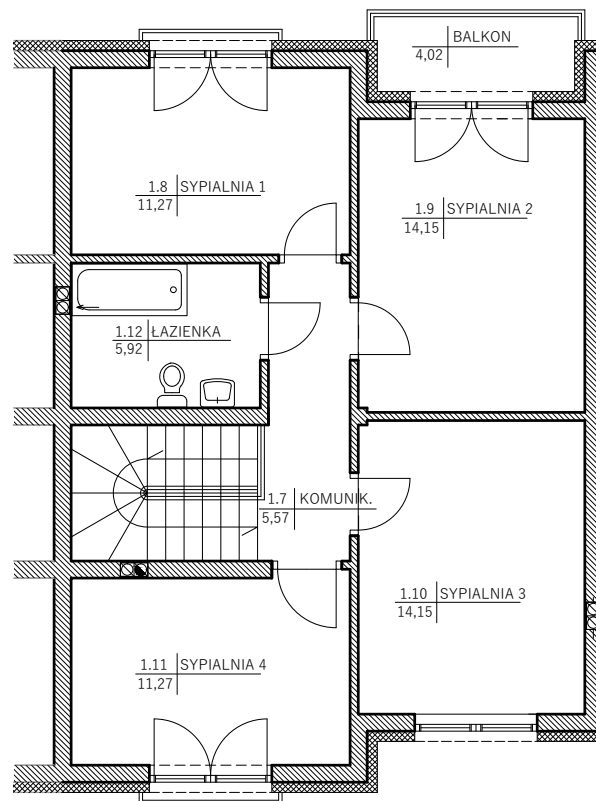 BALKON
4,02
1.8 SYPIALNIA 1
11,27
1.9 SYPIALNIA 2
14,15
1.12 ŁAZIENKA
5,92
1.7 KOMUNIK.
5,57
1.10 SYPIALNIA 3
14,15
1.11 SYPIALNIA 4
11,27